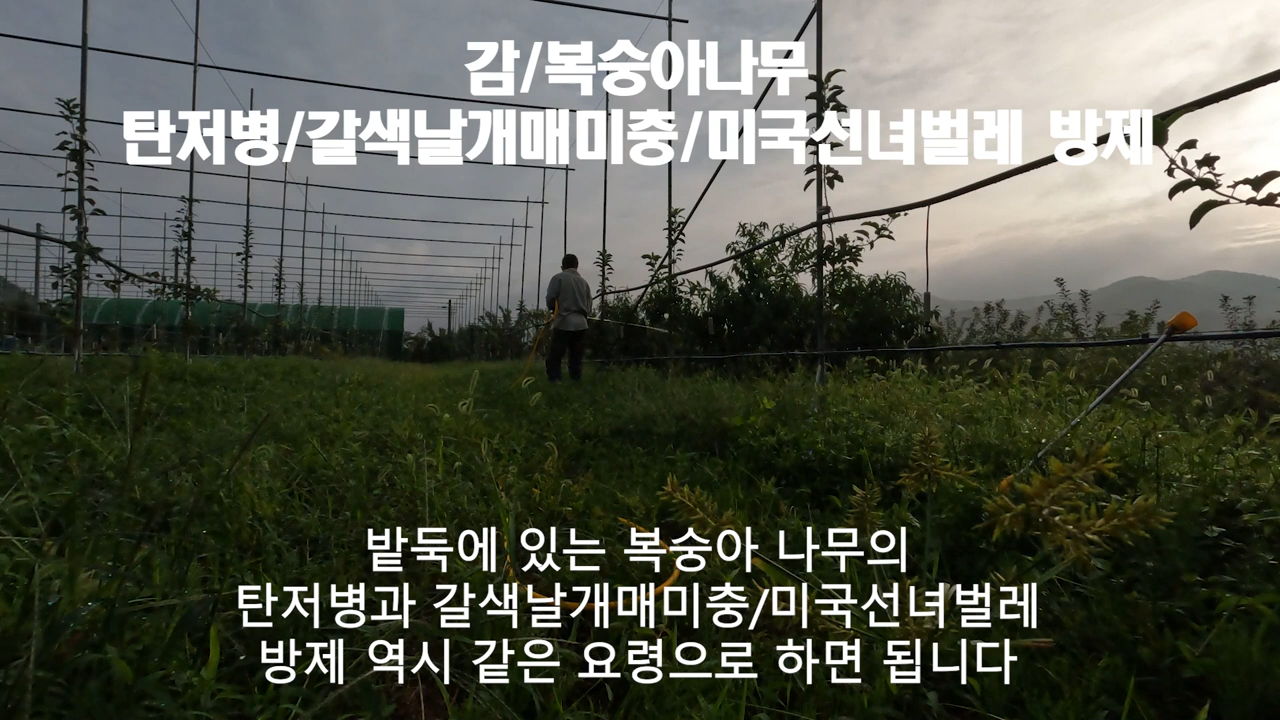 감/복숭아나무
탄저병/갈색날개매미충/미국선녀벌레 방제
밭둑에 있는 복숭아 나무의
탄저병과 갈색날개매미충/미국선녀벌레
방제 역시 같은 요령으로 하면 됩니다